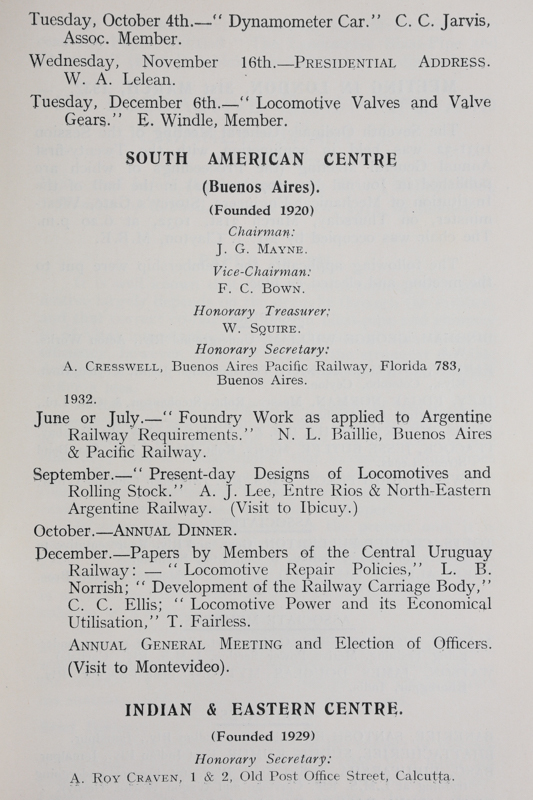 Tuesday, October 4th.—“ Dynamometer Car.” C. C. Jarvis,
Assoc. Member.
Wednesday, November 16th.—PRESIDENTIAL ADDRESS.
W. A. Lelean.
Tuesday, December 6th.—“ Locomotive Valves and Valve
Gears.” E. Windle, Member.
SOUTH AMERICAN CENTRE
(Buenos Aires).
(Founded 1920)
Chairman:
J. G. MAYNE.
Vice-Chairman:
F. C. BOWN.
Honorary Treasurer:
W. SQUIRE.
Honorary Secretary:
A. CRESSWELL, Buenos Aires Pacific Railway, Florida 783,
Buenos Aires.
1932.
June or July.—“ Foundry Work as applied to Argentine
Railway Requirements.” N. L. Baillie, Buenos Aires
& Pacific Railway.
September.—“ Present-day Designs of Locomotives and
Rolling Stock.” A. J. Lee, Entre Rios & North-Eastern
Argentine Railway. (Visit to Ibicuy.)
October.—ANNUAL DINNER.
December.—Papers by Members of the Central Uruguay
Railway: — “ Locomotive Repair Policies,” L. B.
Norrish; “ Development of the Railway Carriage Body,”
C. C. Ellis; “ Locomotive Power and its Economical
Utilisation,” T. Fairless.
ANNUAL GENERAL MEETING and Election of Officers.
(Visit to Montevideo).
INDIAN & EASTERN CENTRE.
(Founded 1929)
Honorary Secretary:
A. ROY CRAVEN, 1 & 2, Old Post Office Street, Calcutta.